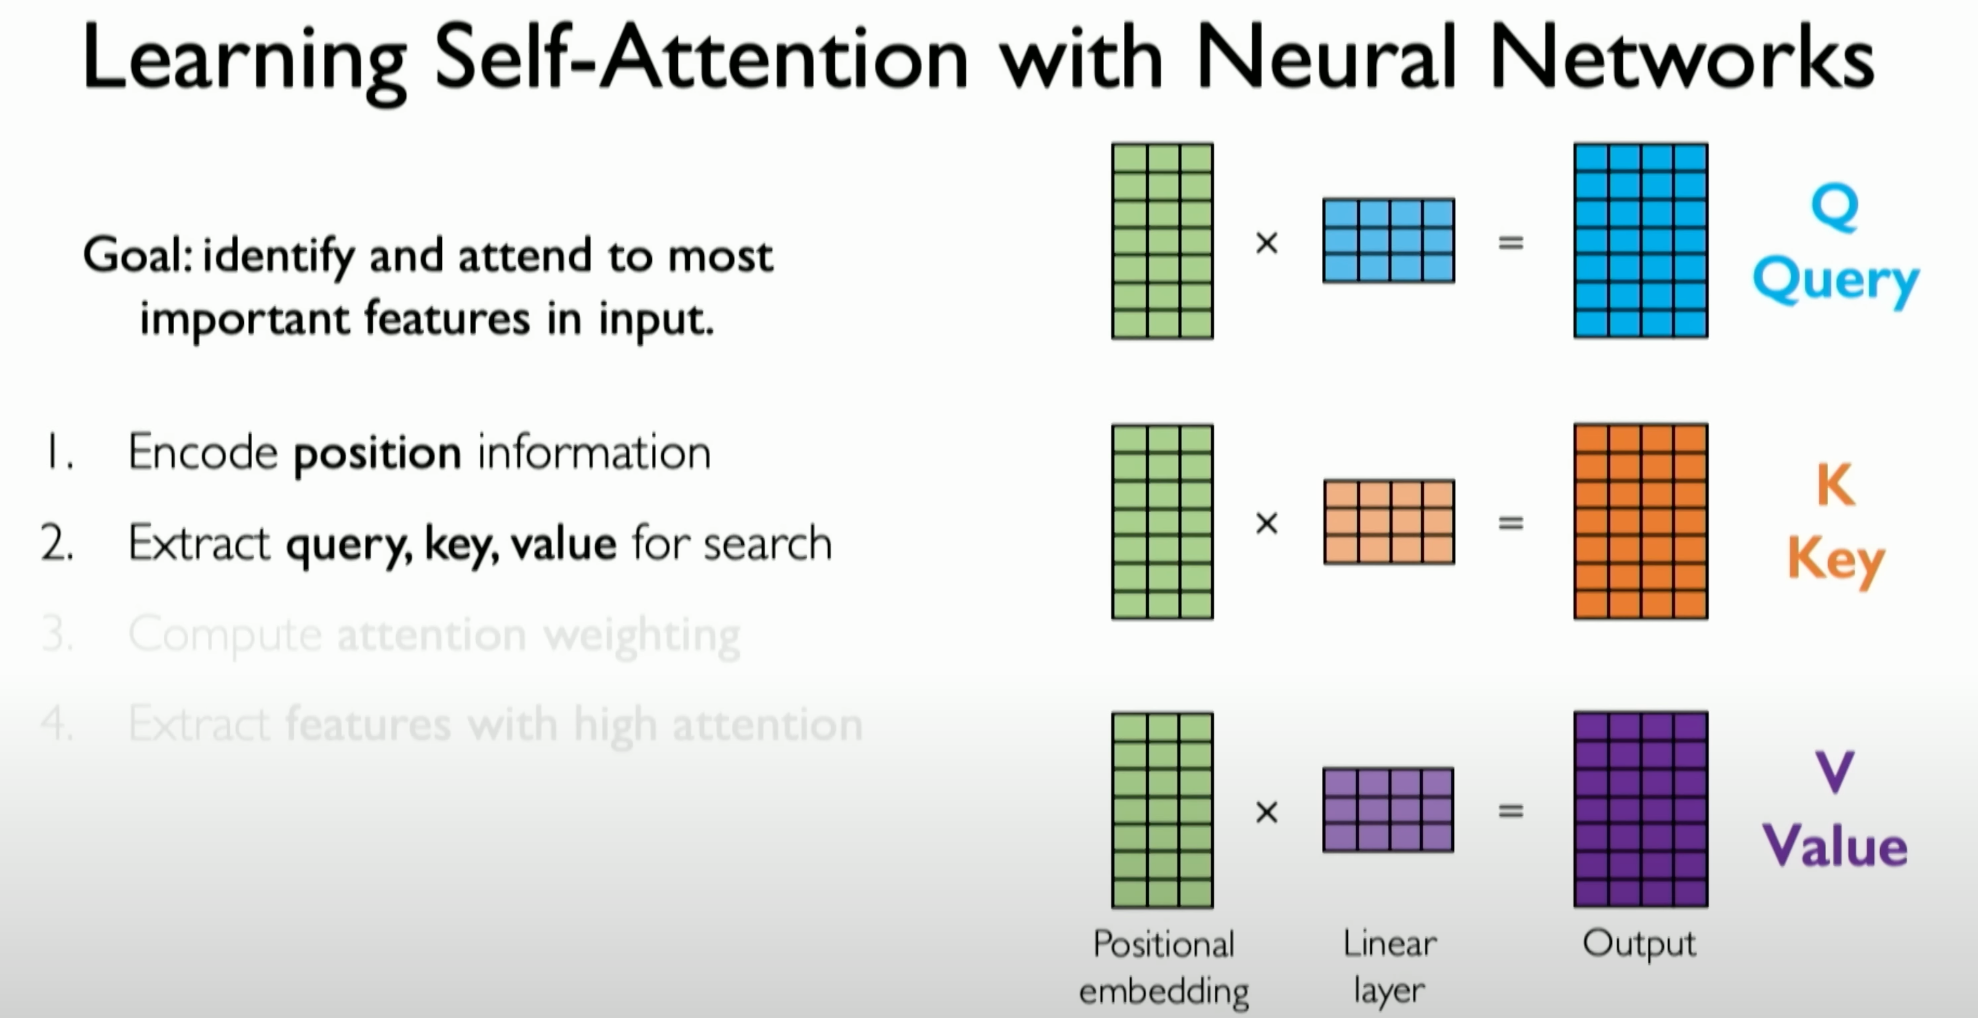 Learning Self-Attention with Neural Networks
Goal: identify and attend to most
important features in input.
1. Encode position information
2. Extract query, key, value for search
3. Compute attention weighting
4. Extract features with high attention
× =
Q
Query
× =
K
Key
× =
V
Value
Positional
embedding
Linear
layer
Output